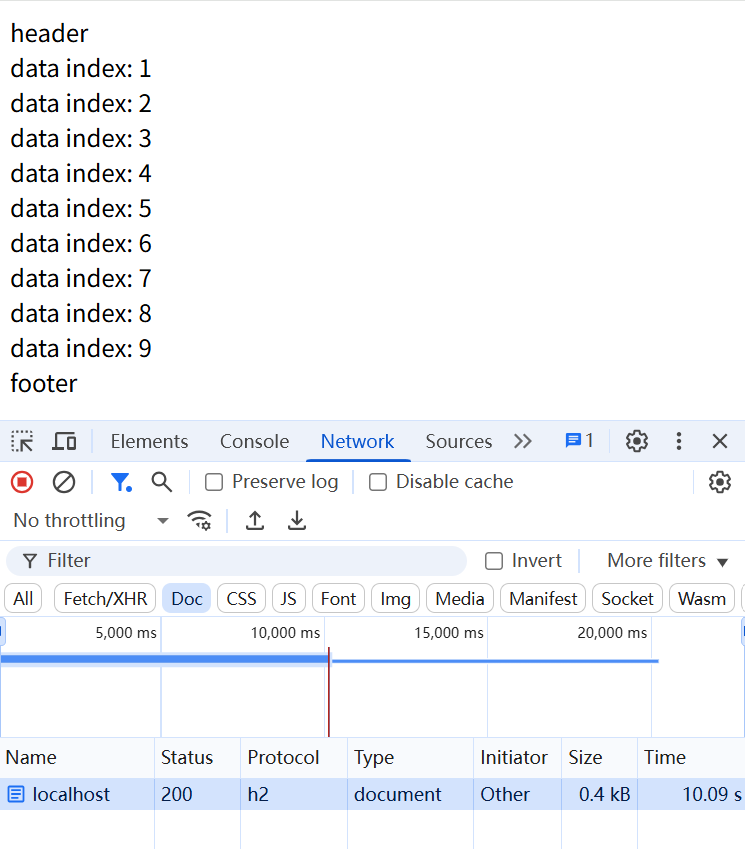 header
data index: 1
data index: 2
data index: 3
data index: 4
data index: 5
data index: 6
data index: 7
data index: 8
data index: 9
footer
Elements Console Network Sources 1
Preserve log Disable cache
No throttling
Filter Invert More filters
All Fetch/XHR Doc CSS JS Font Img Media Manifest Socket Wasm
5,000 ms 10,000 ms 15,000 ms 20,000 ms
Name Status Protocol Type Initiator Size Time
localhost 200 h2 document Other 0.4 kB 10.09 s